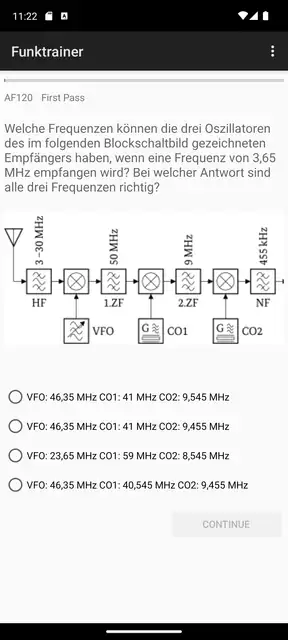 11:22
Funktrainer
AF120 First Pass
Welche Frequenzen können die drei Oszillatoren
des im folgenden Blockschaltbild gezeichneten
Empfängers haben, wenn eine Frequenz von 3,65
MHz empfangen wird? Bei welcher Antwort sind
alle drei Frequenzen richtig?
3–30 MHz
50 MHz
9 MHz
455 kHz
HF
1.ZF
2.ZF
NF
VFO
G
CO1
G
CO2
VFO: 46,35 MHz CO1: 41 MHz CO2: 9,545 MHz
VFO: 46,35 MHz CO1: 41 MHz CO2: 9,455 MHz
VFO: 23,65 MHz CO1: 59 MHz CO2: 8,545 MHz
VFO: 46,35 MHz CO1: 40,545 MHz CO2: 9,455 MHz
CONTINUE